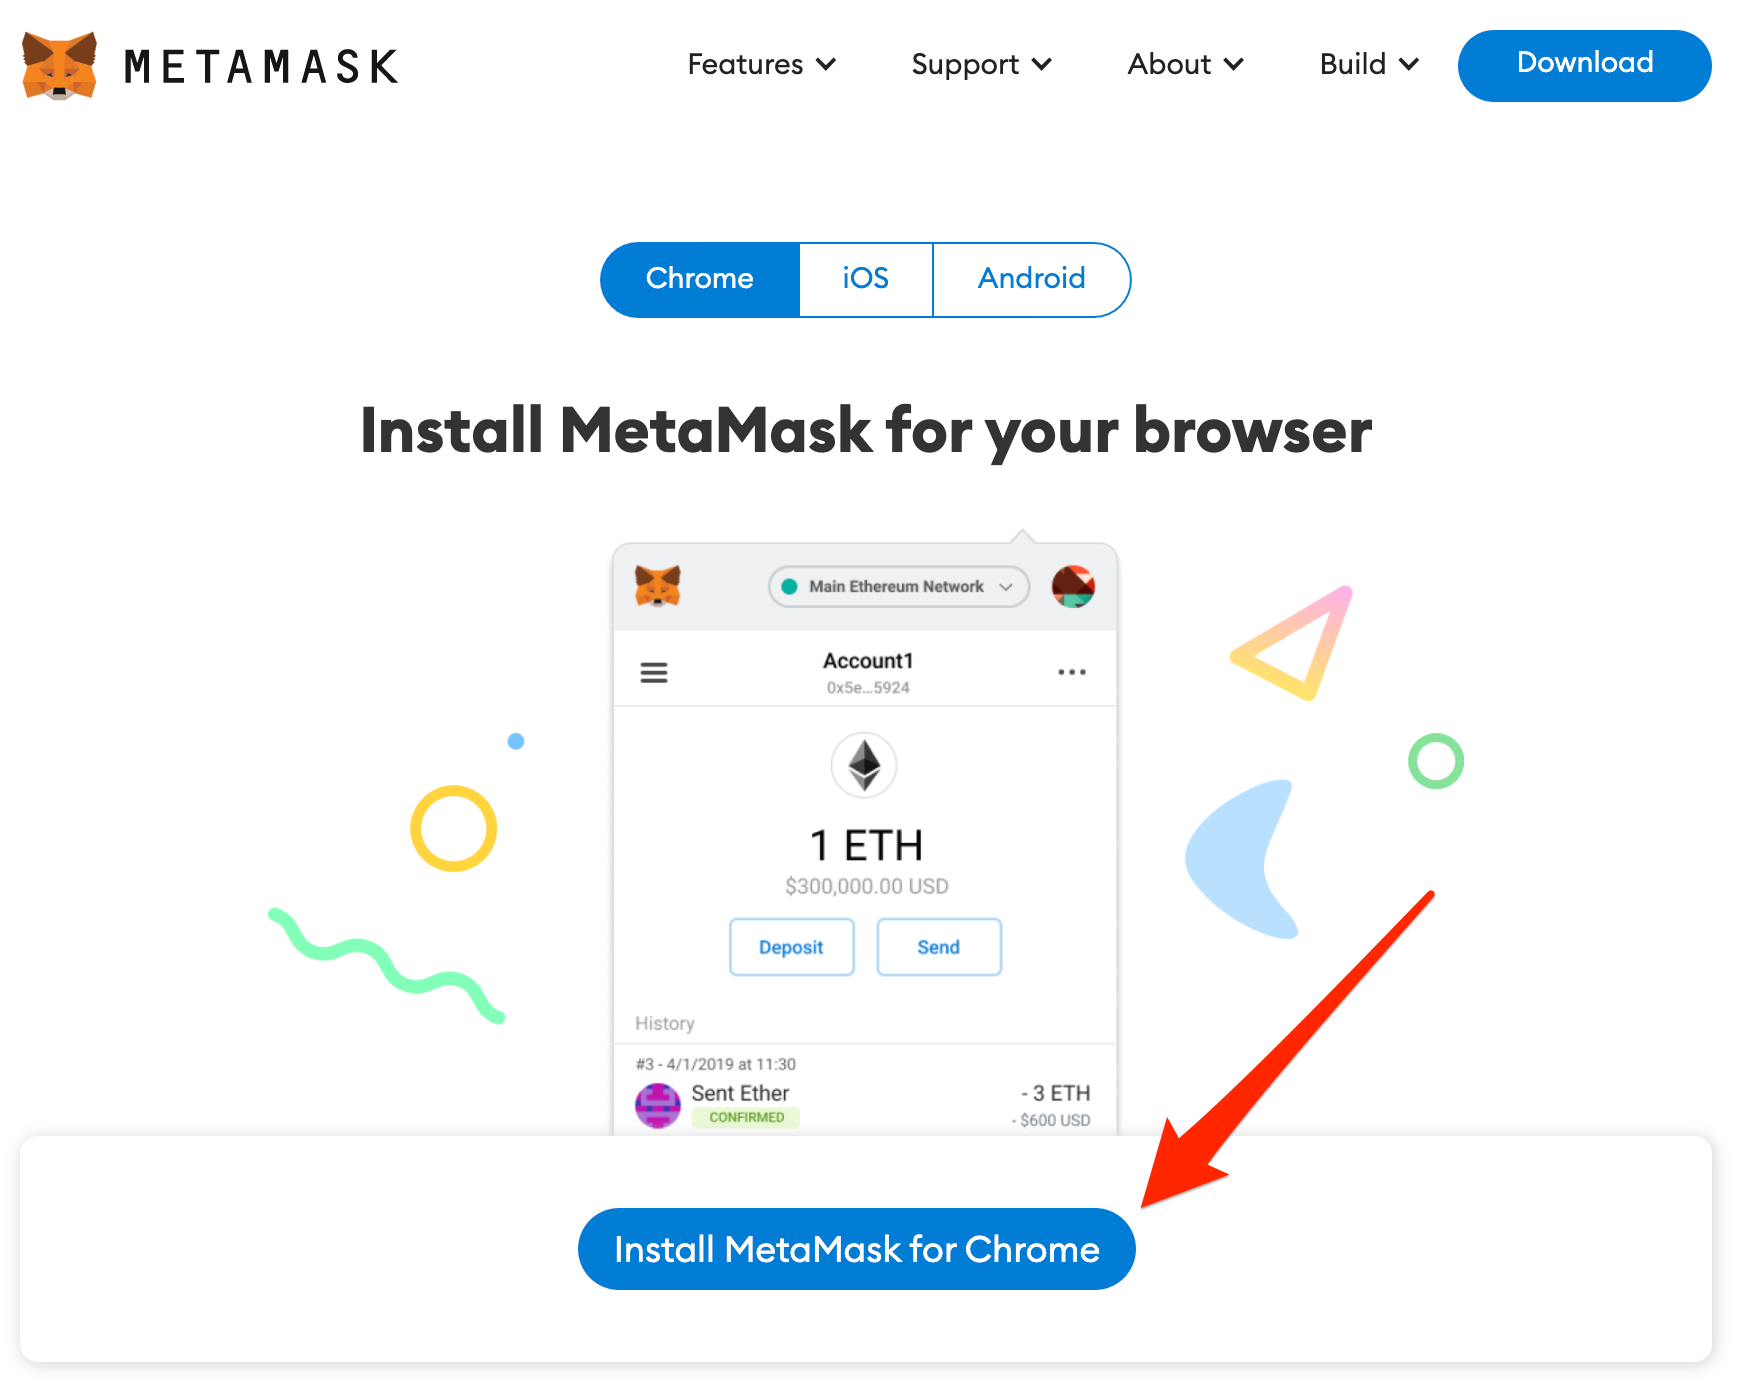 METAMASK
Features
Support
About
Build
Download
Chrome
iOS
Android
Install MetaMask for your browser
Main Ethereum Network
Account1
0x5e...5924
1 ETH
$300,000.00 USD
Deposit
Send
History
#3 - 4/1/2019 at 11:30
Sent Ether
- 3 ETH
CONFIRMED
- $600 USD
Install MetaMask for Chrome